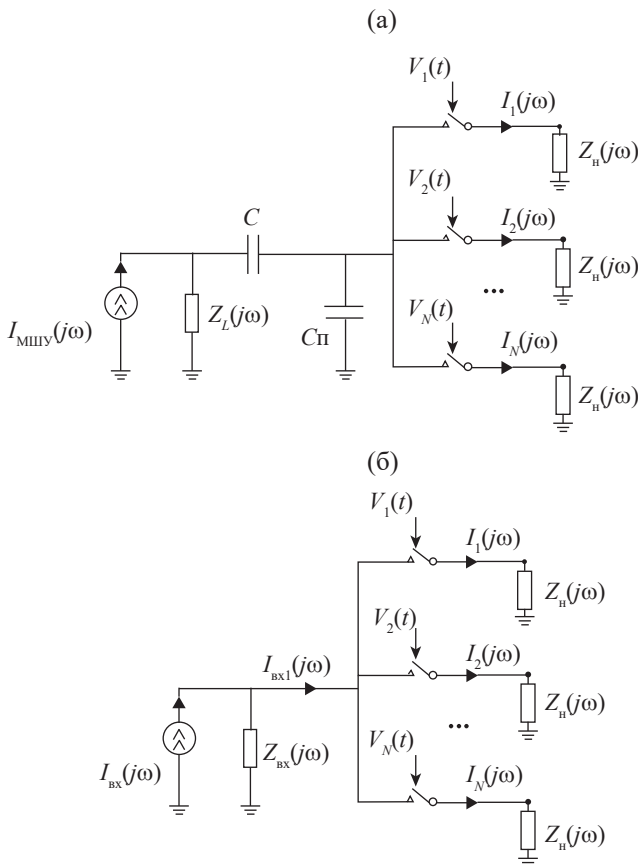 (а)
V₁(t)
I₁(jω)
Zн(jω)
V₂(t)
I₂(jω)
C
Zн(jω)
...
ZL(jω)
VN(t)
IN(jω)
IМШУ(jω)
CП
Zн(jω)
(б)
V₁(t)
I₁(jω)
Zн(jω)
V₂(t)
I₂(jω)
Iвх1(jω)
Zн(jω)
...
Zвх(jω)
VN(t)
IN(jω)
Iвх(jω)
Zн(jω)